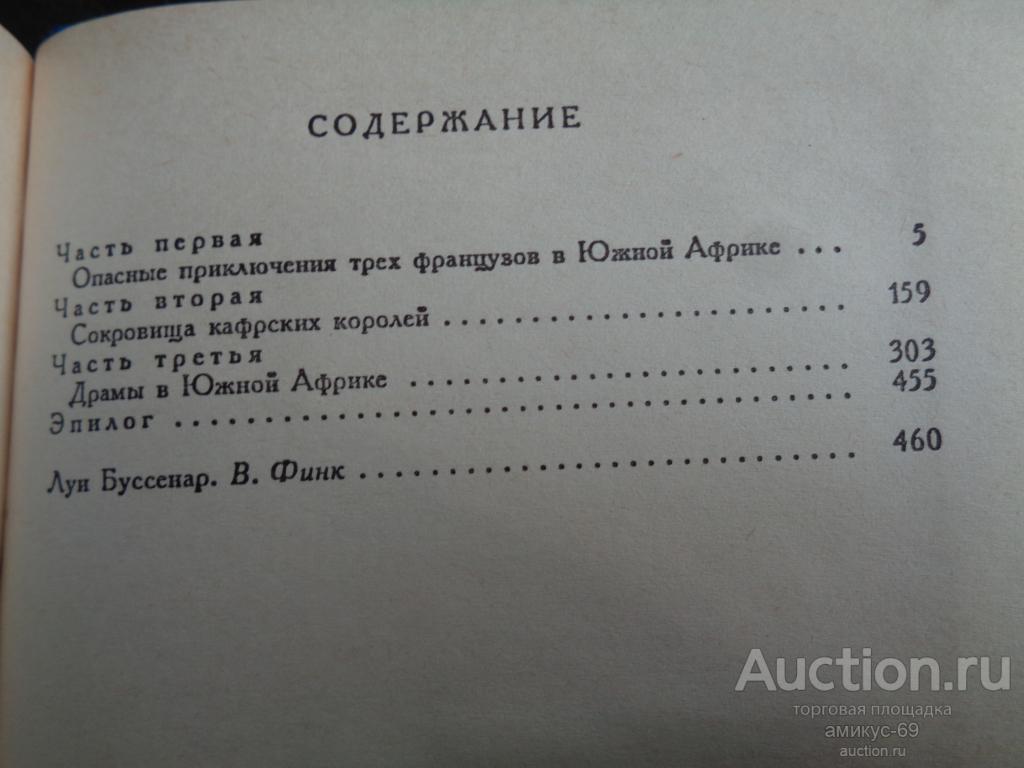 СОДЕРЖАНИЕ
Часть первая
Опасные приключения трех французов в Южной Африке ... 5
Часть вторая
Сокровища кафрских королей ............................ 159
Часть третья
Драмы в Южной Африке .............................. 303
Эпилог .............................................. 455
Луи Буссенар. В. Финк ................................ 460
Auction.ru
торговая площадка
амикус-69
auction.ru